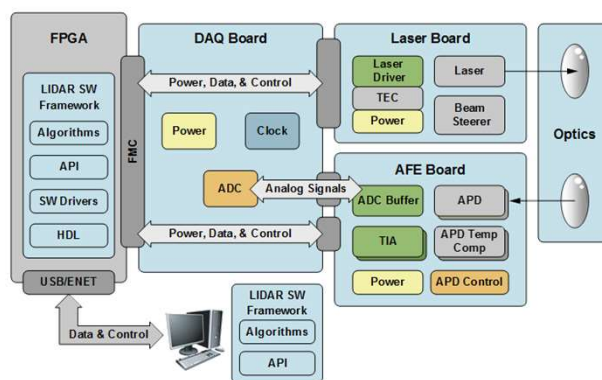 FPGA
LIDAR SW
Framework
Algorithms
API
SW Drivers
HDL
USB/ENET
FMC
DAQ Board
Power, Data, & Control
Power
Clock
ADC
Analog Signals
Power, Data, & Control
Laser Board
Laser
Driver
TEC
Power
Laser
Beam
Steerer
AFE Board
ADC Buffer
APD
TIA
APD Temp
Comp
Power
APD Control
Optics
Data & Control
LIDAR SW
Framework
Algorithms
API